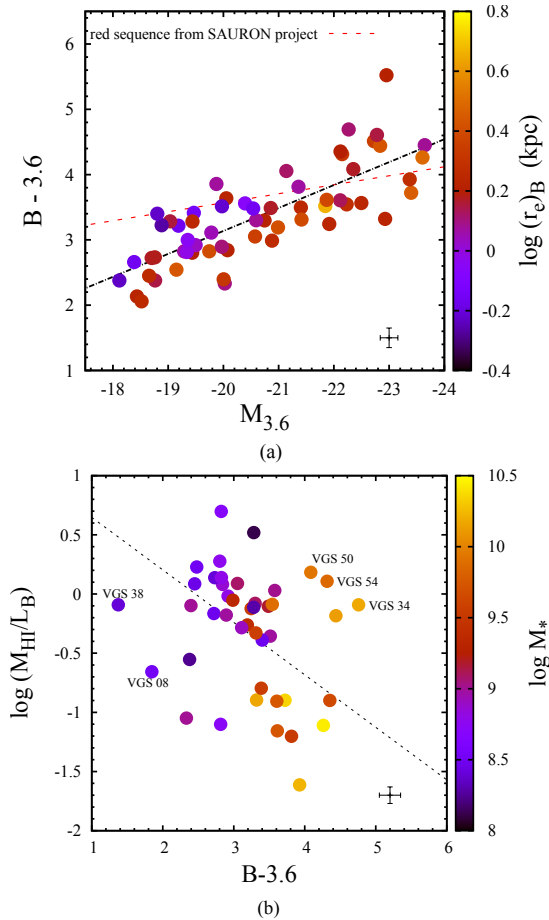 red sequence from SAURON project
6
5
4
3
2
1
B - 3.6
-18
-19
-20
-21
-22
-23
-24
M3.6
0.8
0.6
0.4
0.2
0
-0.2
-0.4
log (re)B (kpc)
(a)
1
0.5
0
-0.5
-1
-1.5
-2
log (MHI/LB)
VGS 50
VGS 54
VGS 38
VGS 34
VGS 08
1
2
3
4
5
6
B-3.6
10.5
10
9.5
9
8.5
8
log M*
(b)